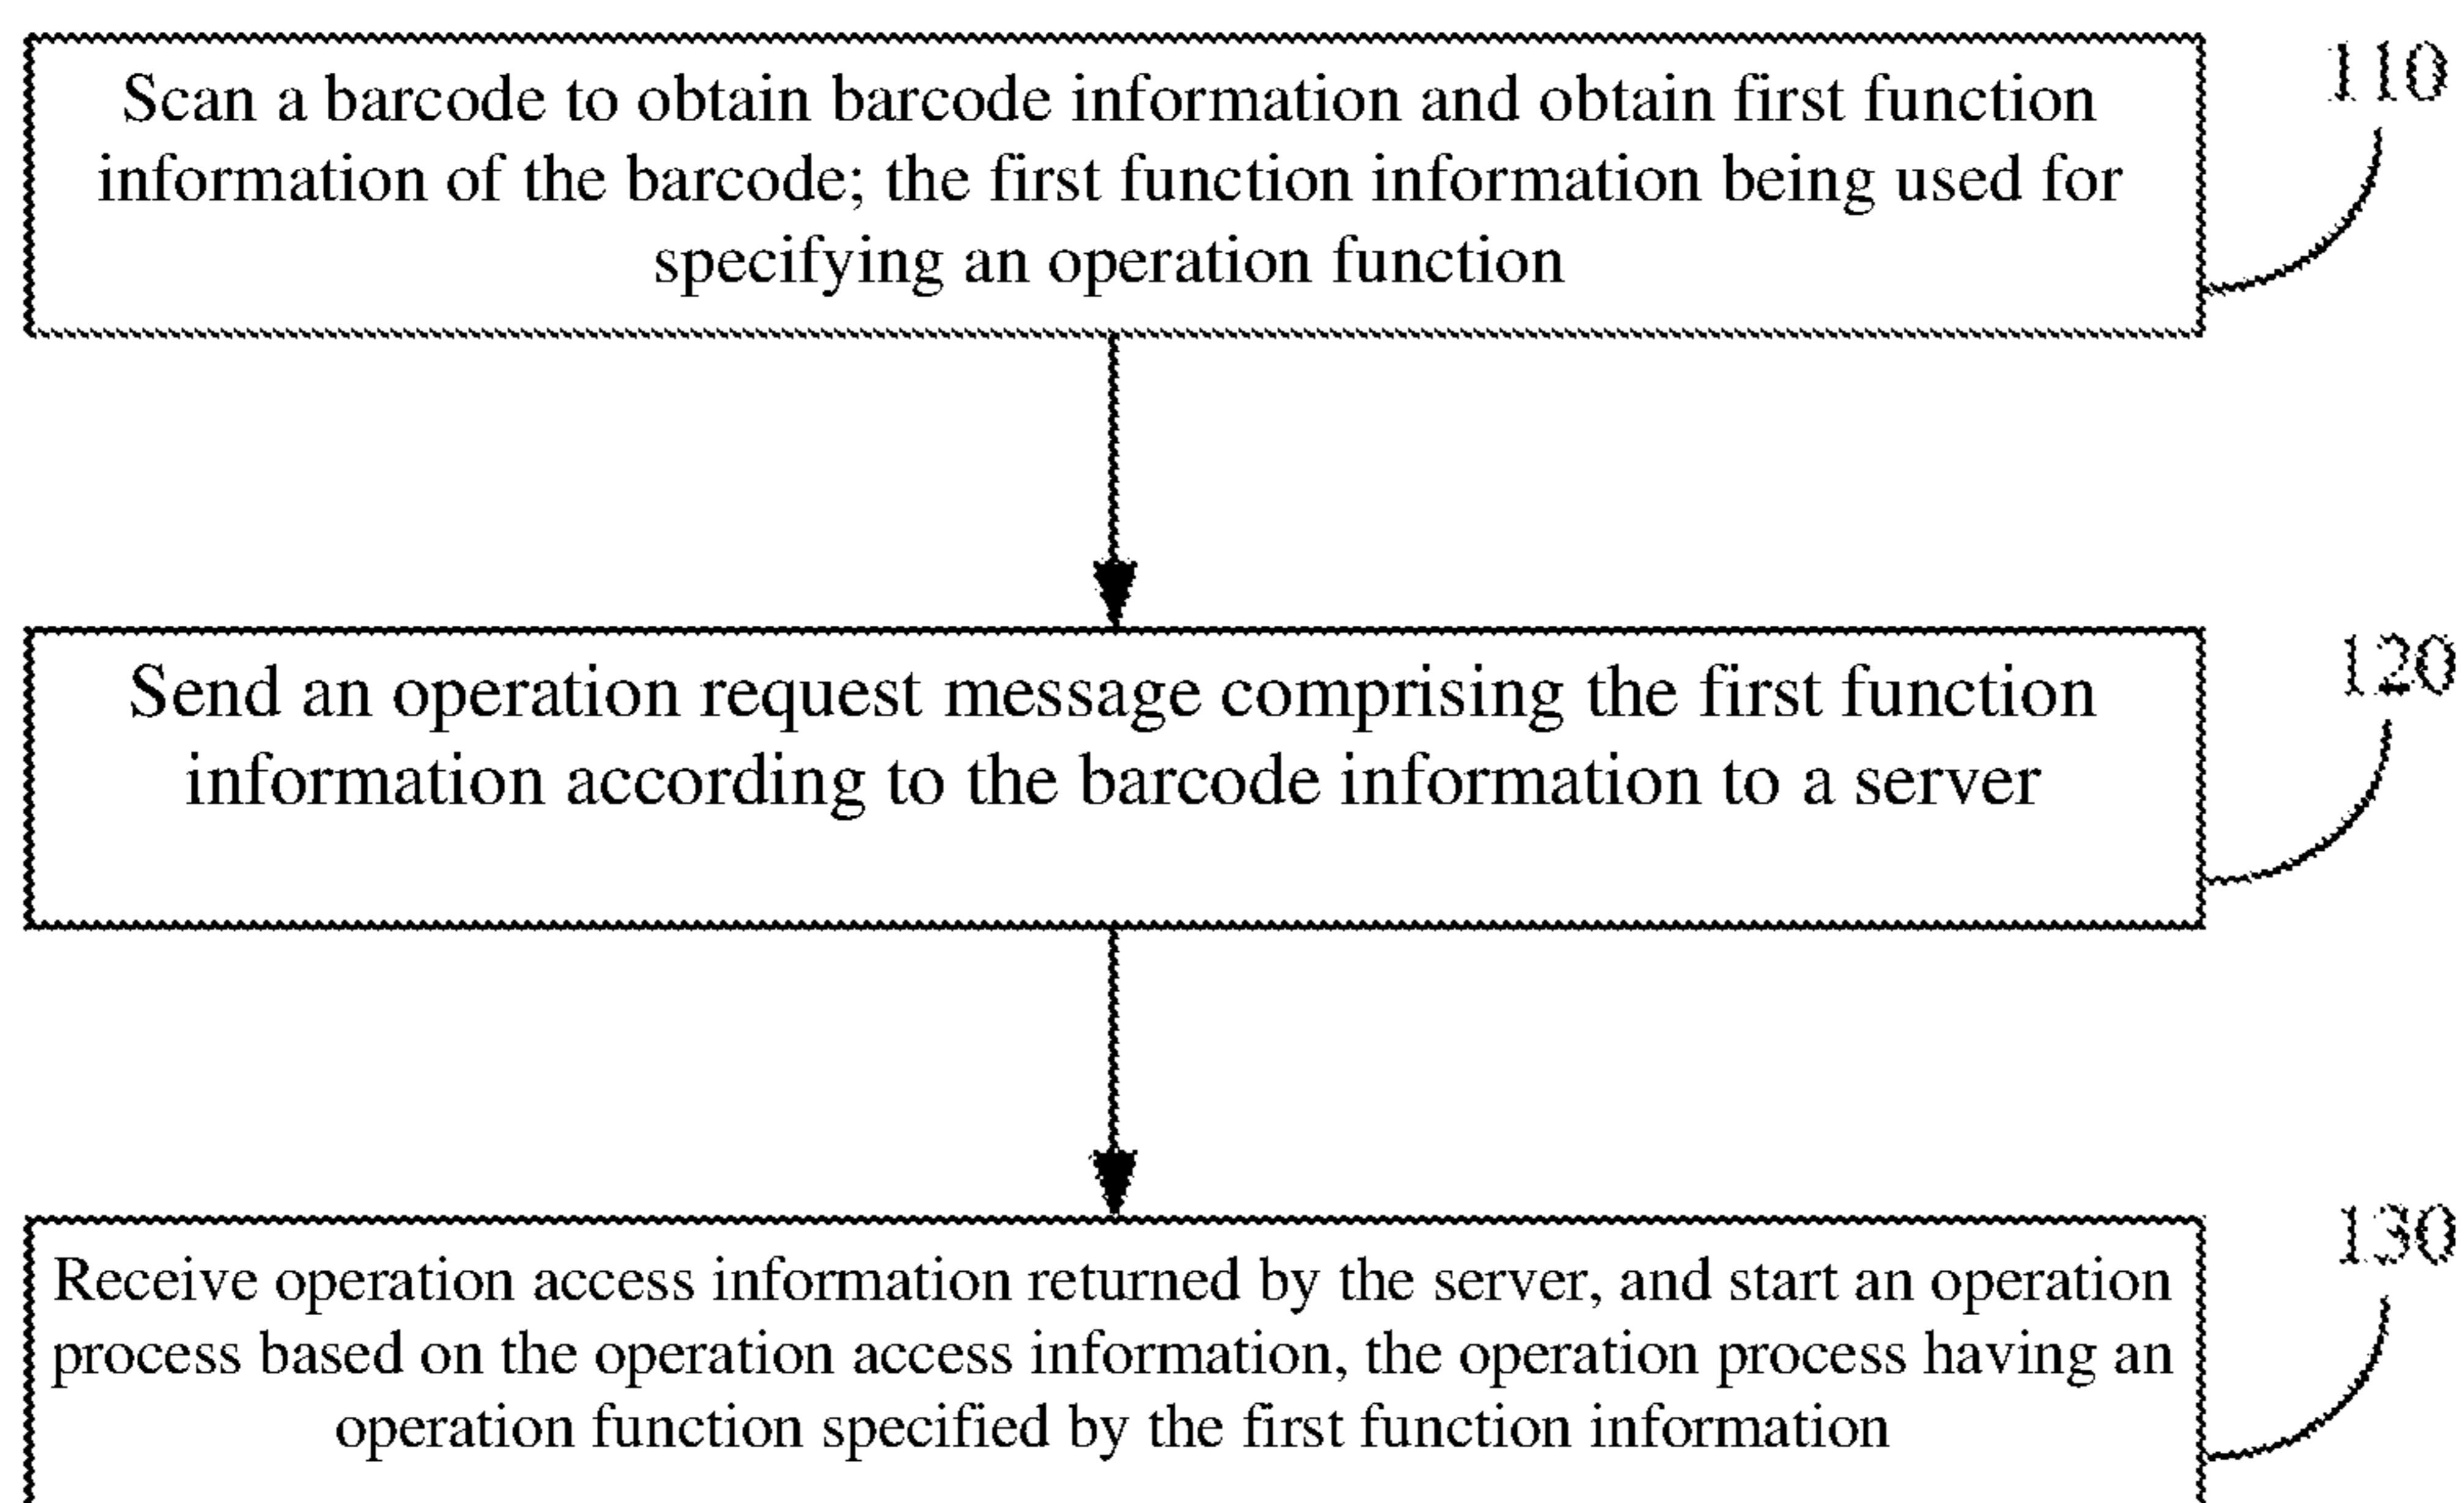 Scan a barcode to obtain barcode information and obtain first function
information of the barcode; the first function information being used for
specifying an operation function
110
Send an operation request message comprising the first function
information according to the barcode information to a server
120
Receive operation access information returned by the server, and start an operation
process based on the operation access information, the operation process having an
operation function specified by the first function information
130